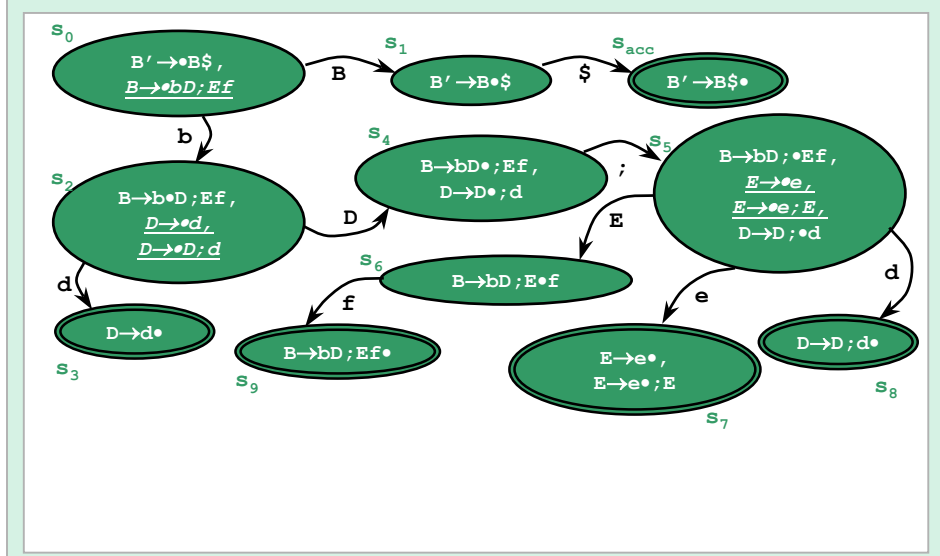 s0
B'→•B$,
B→•bD;Ef
B
s1
B'→B•$
$
sacc
B'→B$•
b
s2
B→b•D;Ef,
D→•d,
D→•D;d
D
s4
B→bD•;Ef,
D→D•;d
;
s5
B→bD;•Ef,
E→•e,
E→•e;E,
D→D;•d
E
s6
B→bD;E•f
d
D→d•
s3
f
B→bD;Ef•
s9
e
E→e•,
E→e•;E
s7
d
D→D;d•
s8